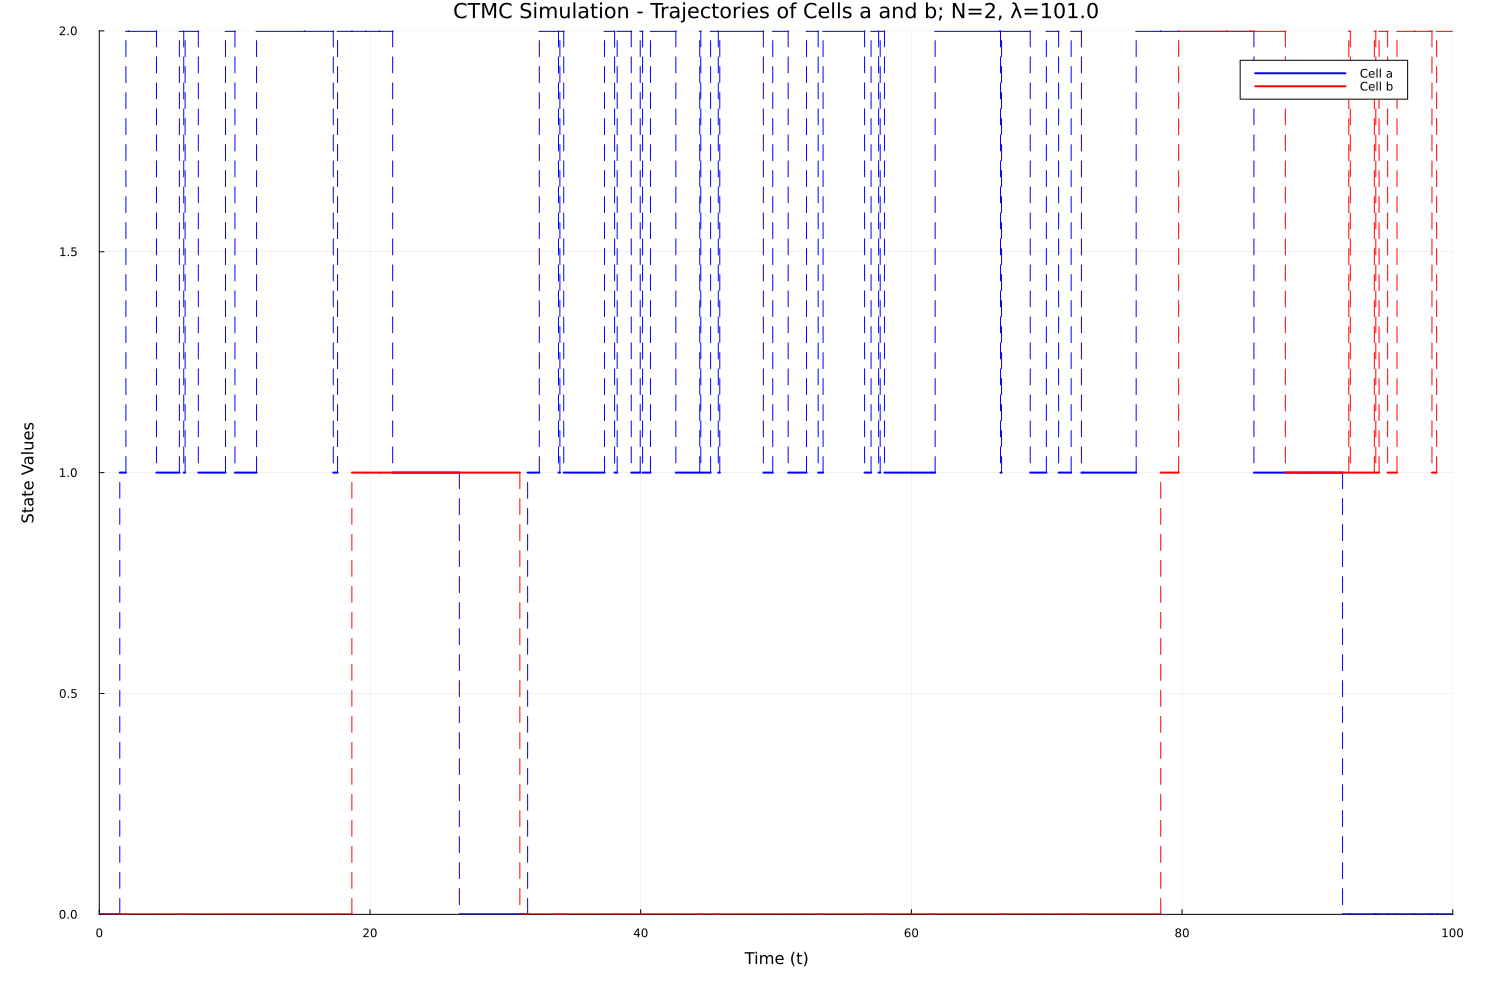 CTMC Simulation - Trajectories of Cells a and b; N=2, λ=101.0
2.0
Cell a
Cell b
1.5
1.0
State Values
0.5
0.0
0 20 40 60 80 100
Time (t)